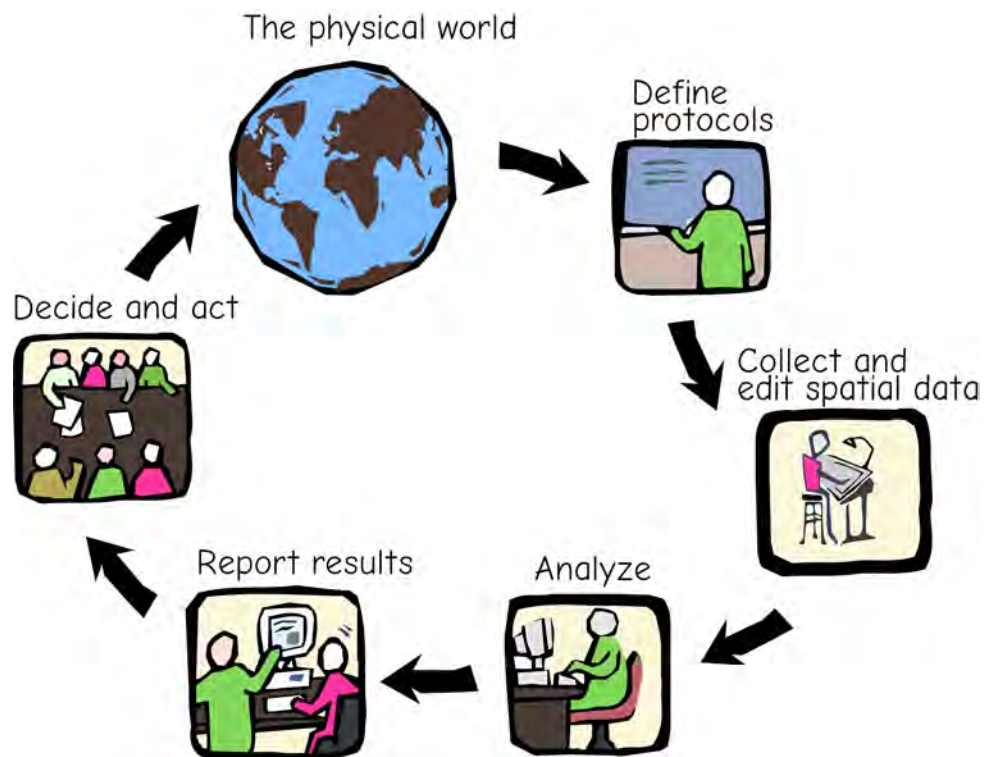 The physical world
Define
protocols
Collect and
edit spatial data
Analyze
Report results
Decide and act